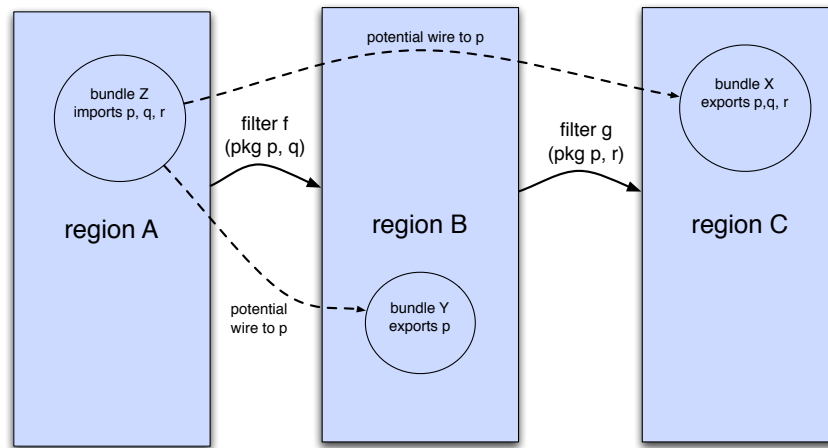 potential wire to p
bundle Z
imports p, q, r
bundle X
exports p,q, r
filter f
(pkg p, q)
filter g
(pkg p, r)
region A
region B
region C
potential
wire to p
bundle Y
exports p